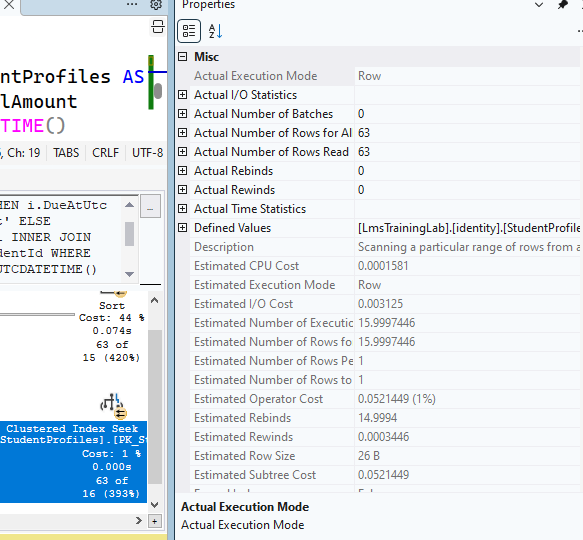 Properties
entProfiles AS
lAmount
TIME()
, Ch: 19 TABS CRLF UTF-8
HEN i.DueAtUtc
t' ELSE
INNER JOIN
dentId WHERE
UTCDATETIME()
...
Sort
Cost: 44 %
0.074s
63 of
15 (420%)
Clustered Index Seek
StudentProfiles].[PK_S
Cost: 1 %
0.000s
63 of
16 (393%)
Misc
Actual Execution Mode Row
Actual I/O Statistics
Actual Number of Batches 0
Actual Number of Rows for Al 63
Actual Number of Rows Read 63
Actual Rebinds 0
Actual Rewinds 0
Actual Time Statistics
Defined Values [LmsTrainingLab].[identity].[StudentProfile
Description Scanning a particular range of rows from a
Estimated CPU Cost 0.0001581
Estimated Execution Mode Row
Estimated I/O Cost 0.003125
Estimated Number of Executio 15.9997446
Estimated Number of Rows fo 15.9997446
Estimated Number of Rows Pe 1
Estimated Number of Rows to 1
Estimated Operator Cost 0.0521449 (1%)
Estimated Rebinds 14.9994
Estimated Rewinds 0.0003446
Estimated Row Size 26 B
Estimated Subtree Cost 0.0521449
Actual Execution Mode
Actual Execution Mode